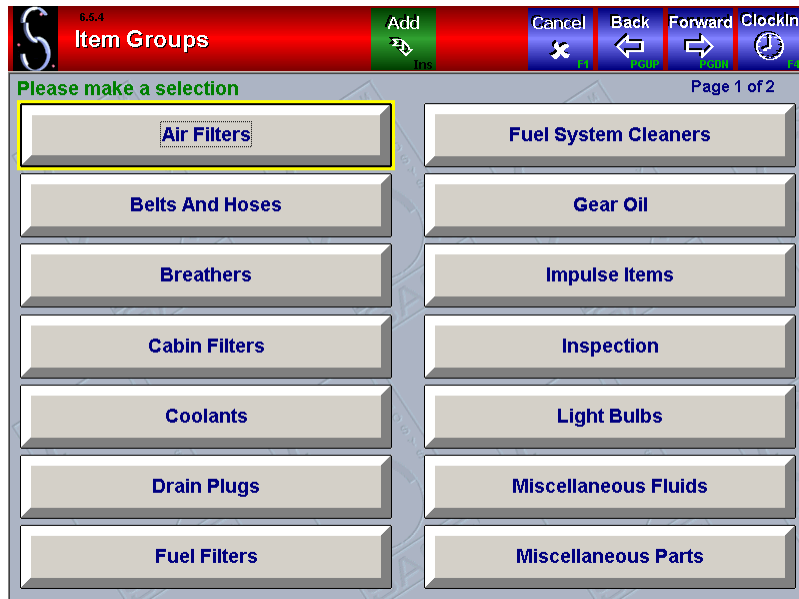 6.5.4
Item Groups
Add
Ins
Cancel
F1
Back
PGUP
Forward
PGDN
ClockIn
F4
Please make a selection
Page 1 of 2
Air Filters
Fuel System Cleaners
Belts And Hoses
Gear Oil
Breathers
Impulse Items
Cabin Filters
Inspection
Coolants
Light Bulbs
Drain Plugs
Miscellaneous Fluids
Fuel Filters
Miscellaneous Parts